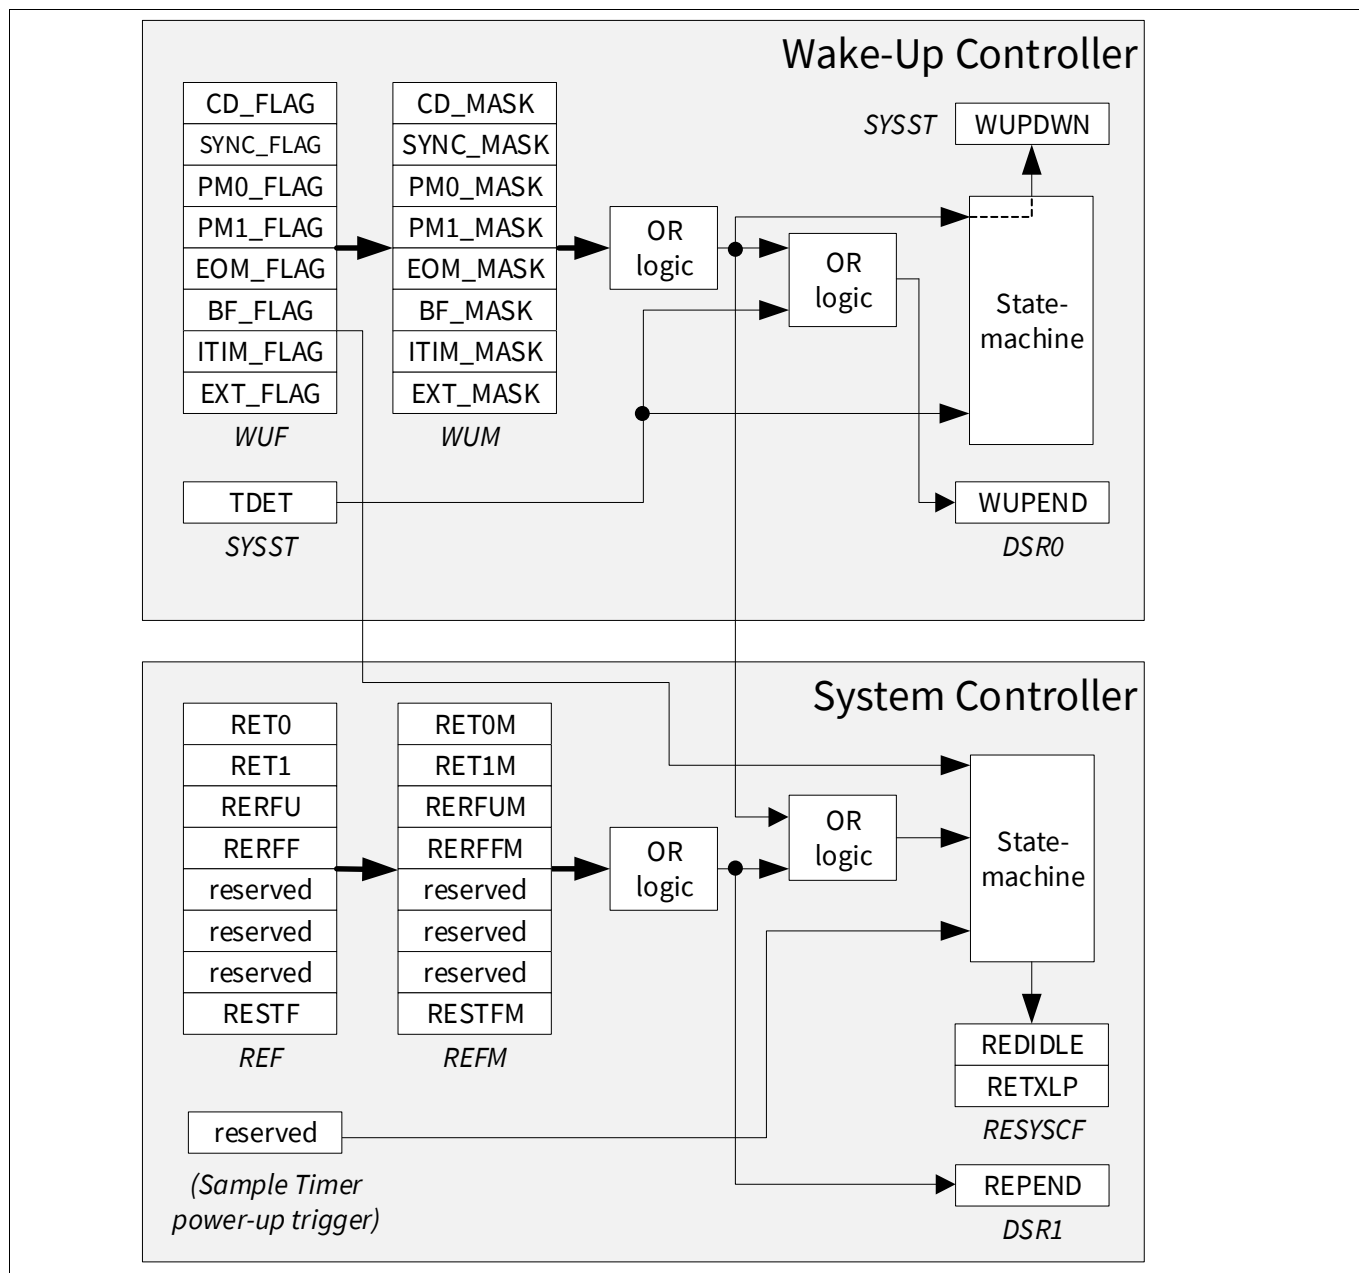 Wake-Up Controller
CD_FLAG
SYNC_FLAG
PM0_FLAG
PM1_FLAG
EOM_FLAG
BF_FLAG
ITIM_FLAG
EXT_FLAG
WUF
CD_MASK
SYNC_MASK
PM0_MASK
PM1_MASK
EOM_MASK
BF_MASK
ITIM_MASK
EXT_MASK
WUM
OR
logic
OR
logic
SYSST
WUPDWN
State-
machine
TDET
SYSST
WUPEND
DSR0
System Controller
RET0
RET1
RERFU
RERFF
reserved
reserved
reserved
RESTF
REF
RET0M
RET1M
RERFUM
RERFFM
reserved
reserved
reserved
RESTFM
REFM
OR
logic
OR
logic
State-
machine
REDIDLE
RETXLP
RESYSCF
reserved
(Sample Timer
power-up trigger)
REPEND
DSR1